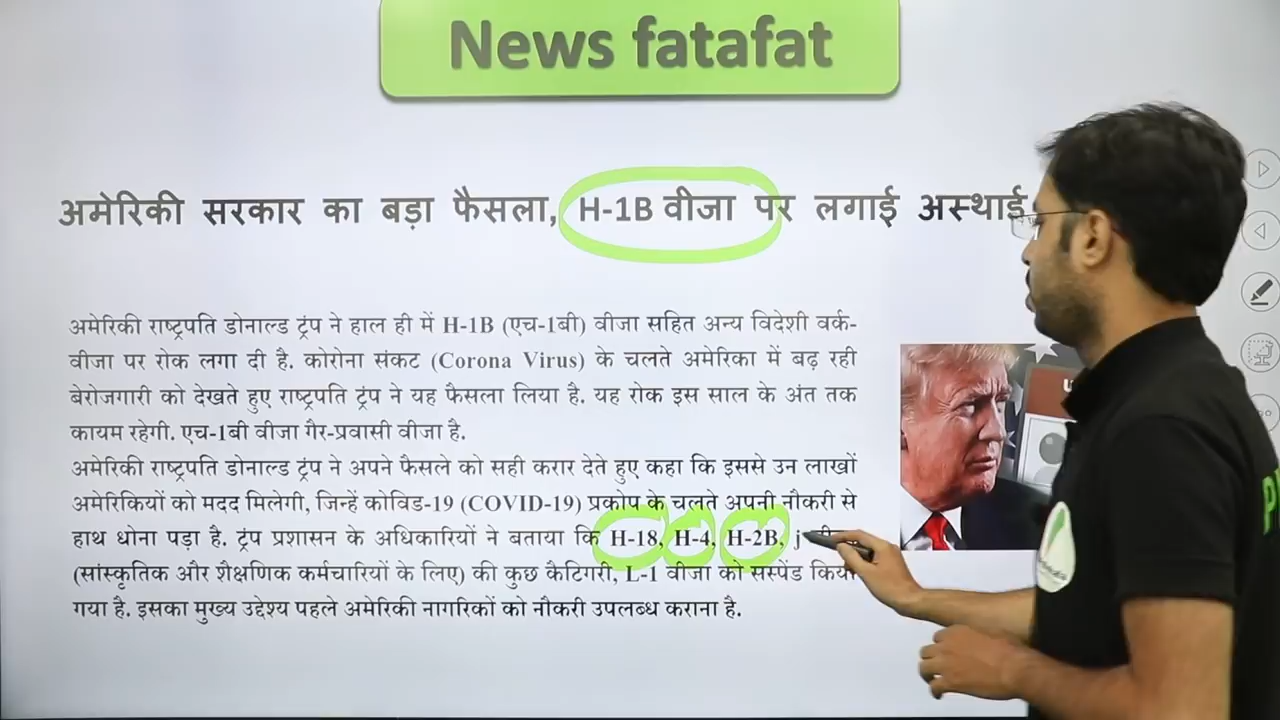 News fatafat
अमेरिकी सरकार का बड़ा फैसला, H-1B वीजा पर लगाई अस्थाई
अमेरिकी राष्ट्रपति डोनाल्ड ट्रंप ने हाल ही में H-1B (एच-1बी) वीजा सहित अन्य विदेशी वर्क-
वीजा पर रोक लगा दी है. कोरोना संकट (Corona Virus) के चलते अमेरिका में बढ़ रही
बेरोजगारी को देखते हुए राष्ट्रपति ट्रंप ने यह फैसला लिया है. यह रोक इस साल के अंत तक
कायम रहेगी. एच-1बी वीजा गैर-प्रवासी वीजा है.
अमेरिकी राष्ट्रपति डोनाल्ड ट्रंप ने अपने फैसले को सही करार देते हुए कहा कि इससे उन लाखों
अमेरिकियों को मदद मिलेगी, जिन्हें कोविड-19 (COVID-19) प्रकोप के चलते अपनी नौकरी से
हाथ धोना पड़ा है. ट्रंप प्रशासन के अधिकारियों ने बताया कि H-18, H-4, H-2B, j
(सांस्कृतिक और शैक्षणिक कर्मचारियों के लिए) की कुछ कैटिगरी, L-1 वीजा को सस्पेंड किया
गया है. इसका मुख्य उद्देश्य पहले अमेरिकी नागरिकों को नौकरी उपलब्ध कराना है.